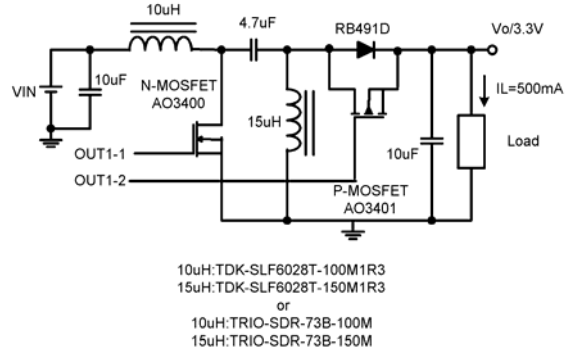 10uH
4.7uF
RB491D
Vo/3.3V
VIN
10uF
N-MOSFET
AO3400
15uH
IL=500mA
Load
10uF
OUT1-1
OUT1-2
P-MOSFET
AO3401
10uH:TDK-SLF6028T-100M1R3
15uH:TDK-SLF6028T-150M1R3
or
10uH:TRIO-SDR-73B-100M
15uH:TRIO-SDR-73B-150M